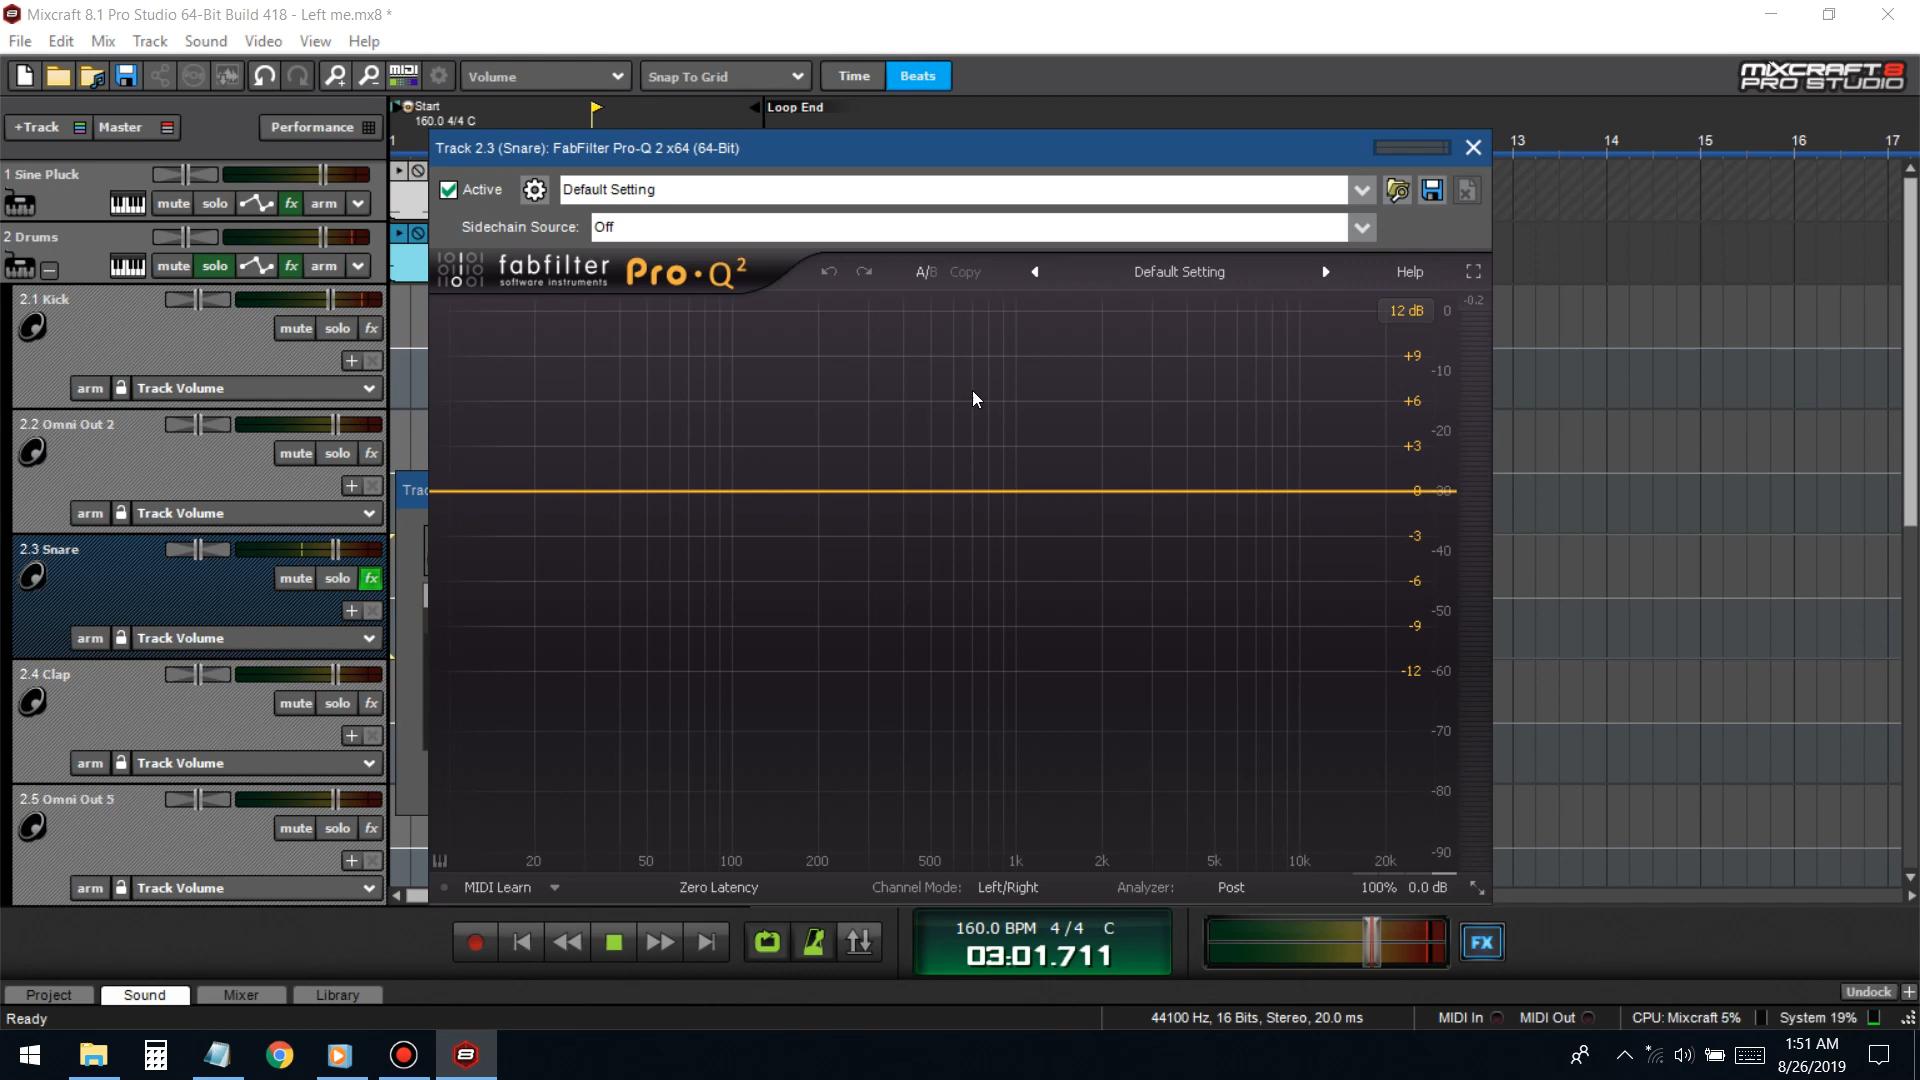 Mixcraft 8.1 Pro Studio 64-Bit Build 418 - Left me.mx8 *
File Edit Mix Track Sound Video View Help
MIDI Volume Snap To Grid Time Beats
MIXCRAFT 8
PRO STUDIO
+Track Master Performance
Start
160.0 4/4 C
Loop End
1 13 14 15 16 17
Track 2.3 (Snare): FabFilter Pro-Q 2 x64 (64-Bit)
Active Default Setting
Sidechain Source: Off
fabfilter
software instruments
Pro·Q2
A/B Copy Default Setting Help
1 Sine Pluck
mute solo fx arm
2 Drums
mute solo fx arm
2.1 Kick
mute solo fx
arm Track Volume
2.2 Omni Out 2
mute solo fx
arm Track Volume
2.3 Snare
mute solo fx
arm Track Volume
2.4 Clap
mute solo fx
arm Track Volume
2.5 Omni Out 5
mute solo fx
arm Track Volume
Trac
12 dB 0 -0.2
+9
-10
+6
-20
+3
0 -30
-3
-40
-6
-50
-9
-12 -60
-70
-80
-90
20 50 100 200 500 1k 2k 5k 10k 20k
MIDI Learn Zero Latency Channel Mode: Left/Right Analyzer: Post 100% 0.0 dB
160.0 BPM 4/4 C
03:01.711
FX
Project Sound Mixer Library Undock +
Ready 44100 Hz, 16 Bits, Stereo, 20.0 ms MIDI In MIDI Out CPU: Mixcraft 5% System 19%
8
1:51 AM
8/26/2019